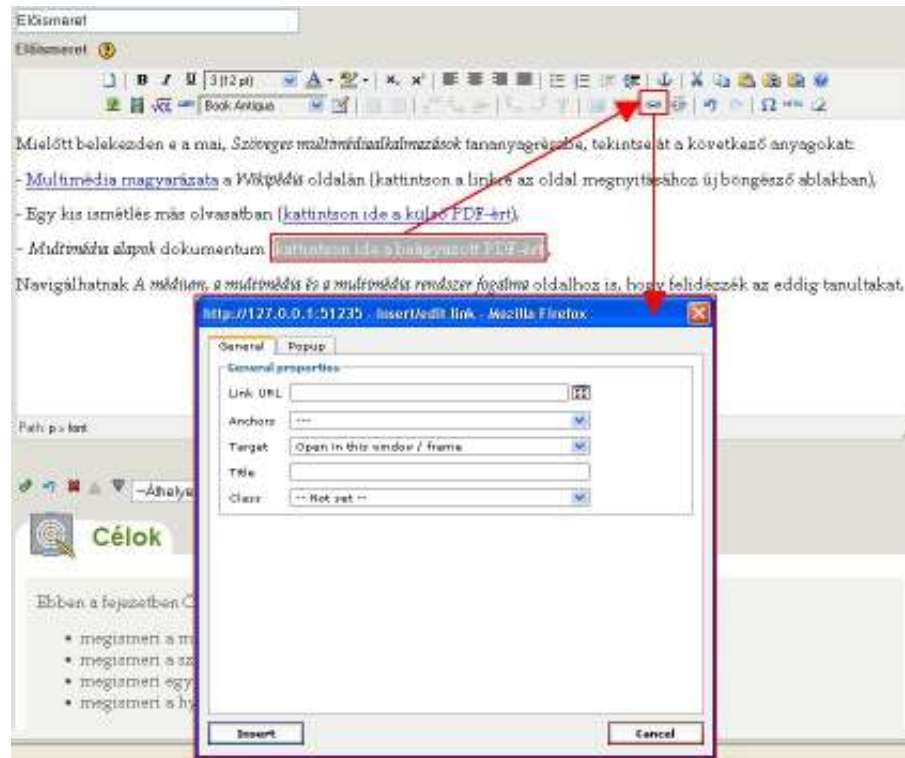 Előismeret
Előismeret
3 (12 pt)
Book Antiqua
Mielőtt belekezden e a mai, Szöveges multimédiaalkalmazások tananyagrészbe, tekintse át a következő anyagokat:
- Multimédia magyarázata a Wikipédia oldalán (kattintson a linkre az oldal megnyitásához új böngésző ablakban),
- Egy kis ismétlés más olvasatban (kattintson ide a külső PDF-ért),
- Multimédia alapok dokumentum (kattintson ide a beágyazott PDF-ért),
Navigálhatnak A médium, a multimédia és a multimédia rendszer fogalma oldalhoz is, hogy felidézzék az eddig tanultakat.
http://127.0.0.1:51235 - Insert/edit link - Mozilla Firefox
General Popup
General properties
Link URL
Anchors ---
Target Open in this window / frame
Title
Class -- Not set --
Path: p » font
--Áthelye
Célok
Ebben a fejezetben
• megismeri a
• megismeri a
• megismeri egy
• megismeri a
Insert Cancel